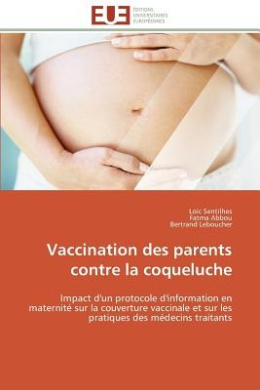 EUE
ÉDITIONS
UNIVERSITAIRES
EUROPÉENNES
Loïc Sentilhes
Fatma Abbou
Bertrand Leboucher
Vaccination des parents
contre la coqueluche
Impact d'un protocole d'information en
maternité sur la couverture vaccinale et sur les
pratiques des médecins traitants